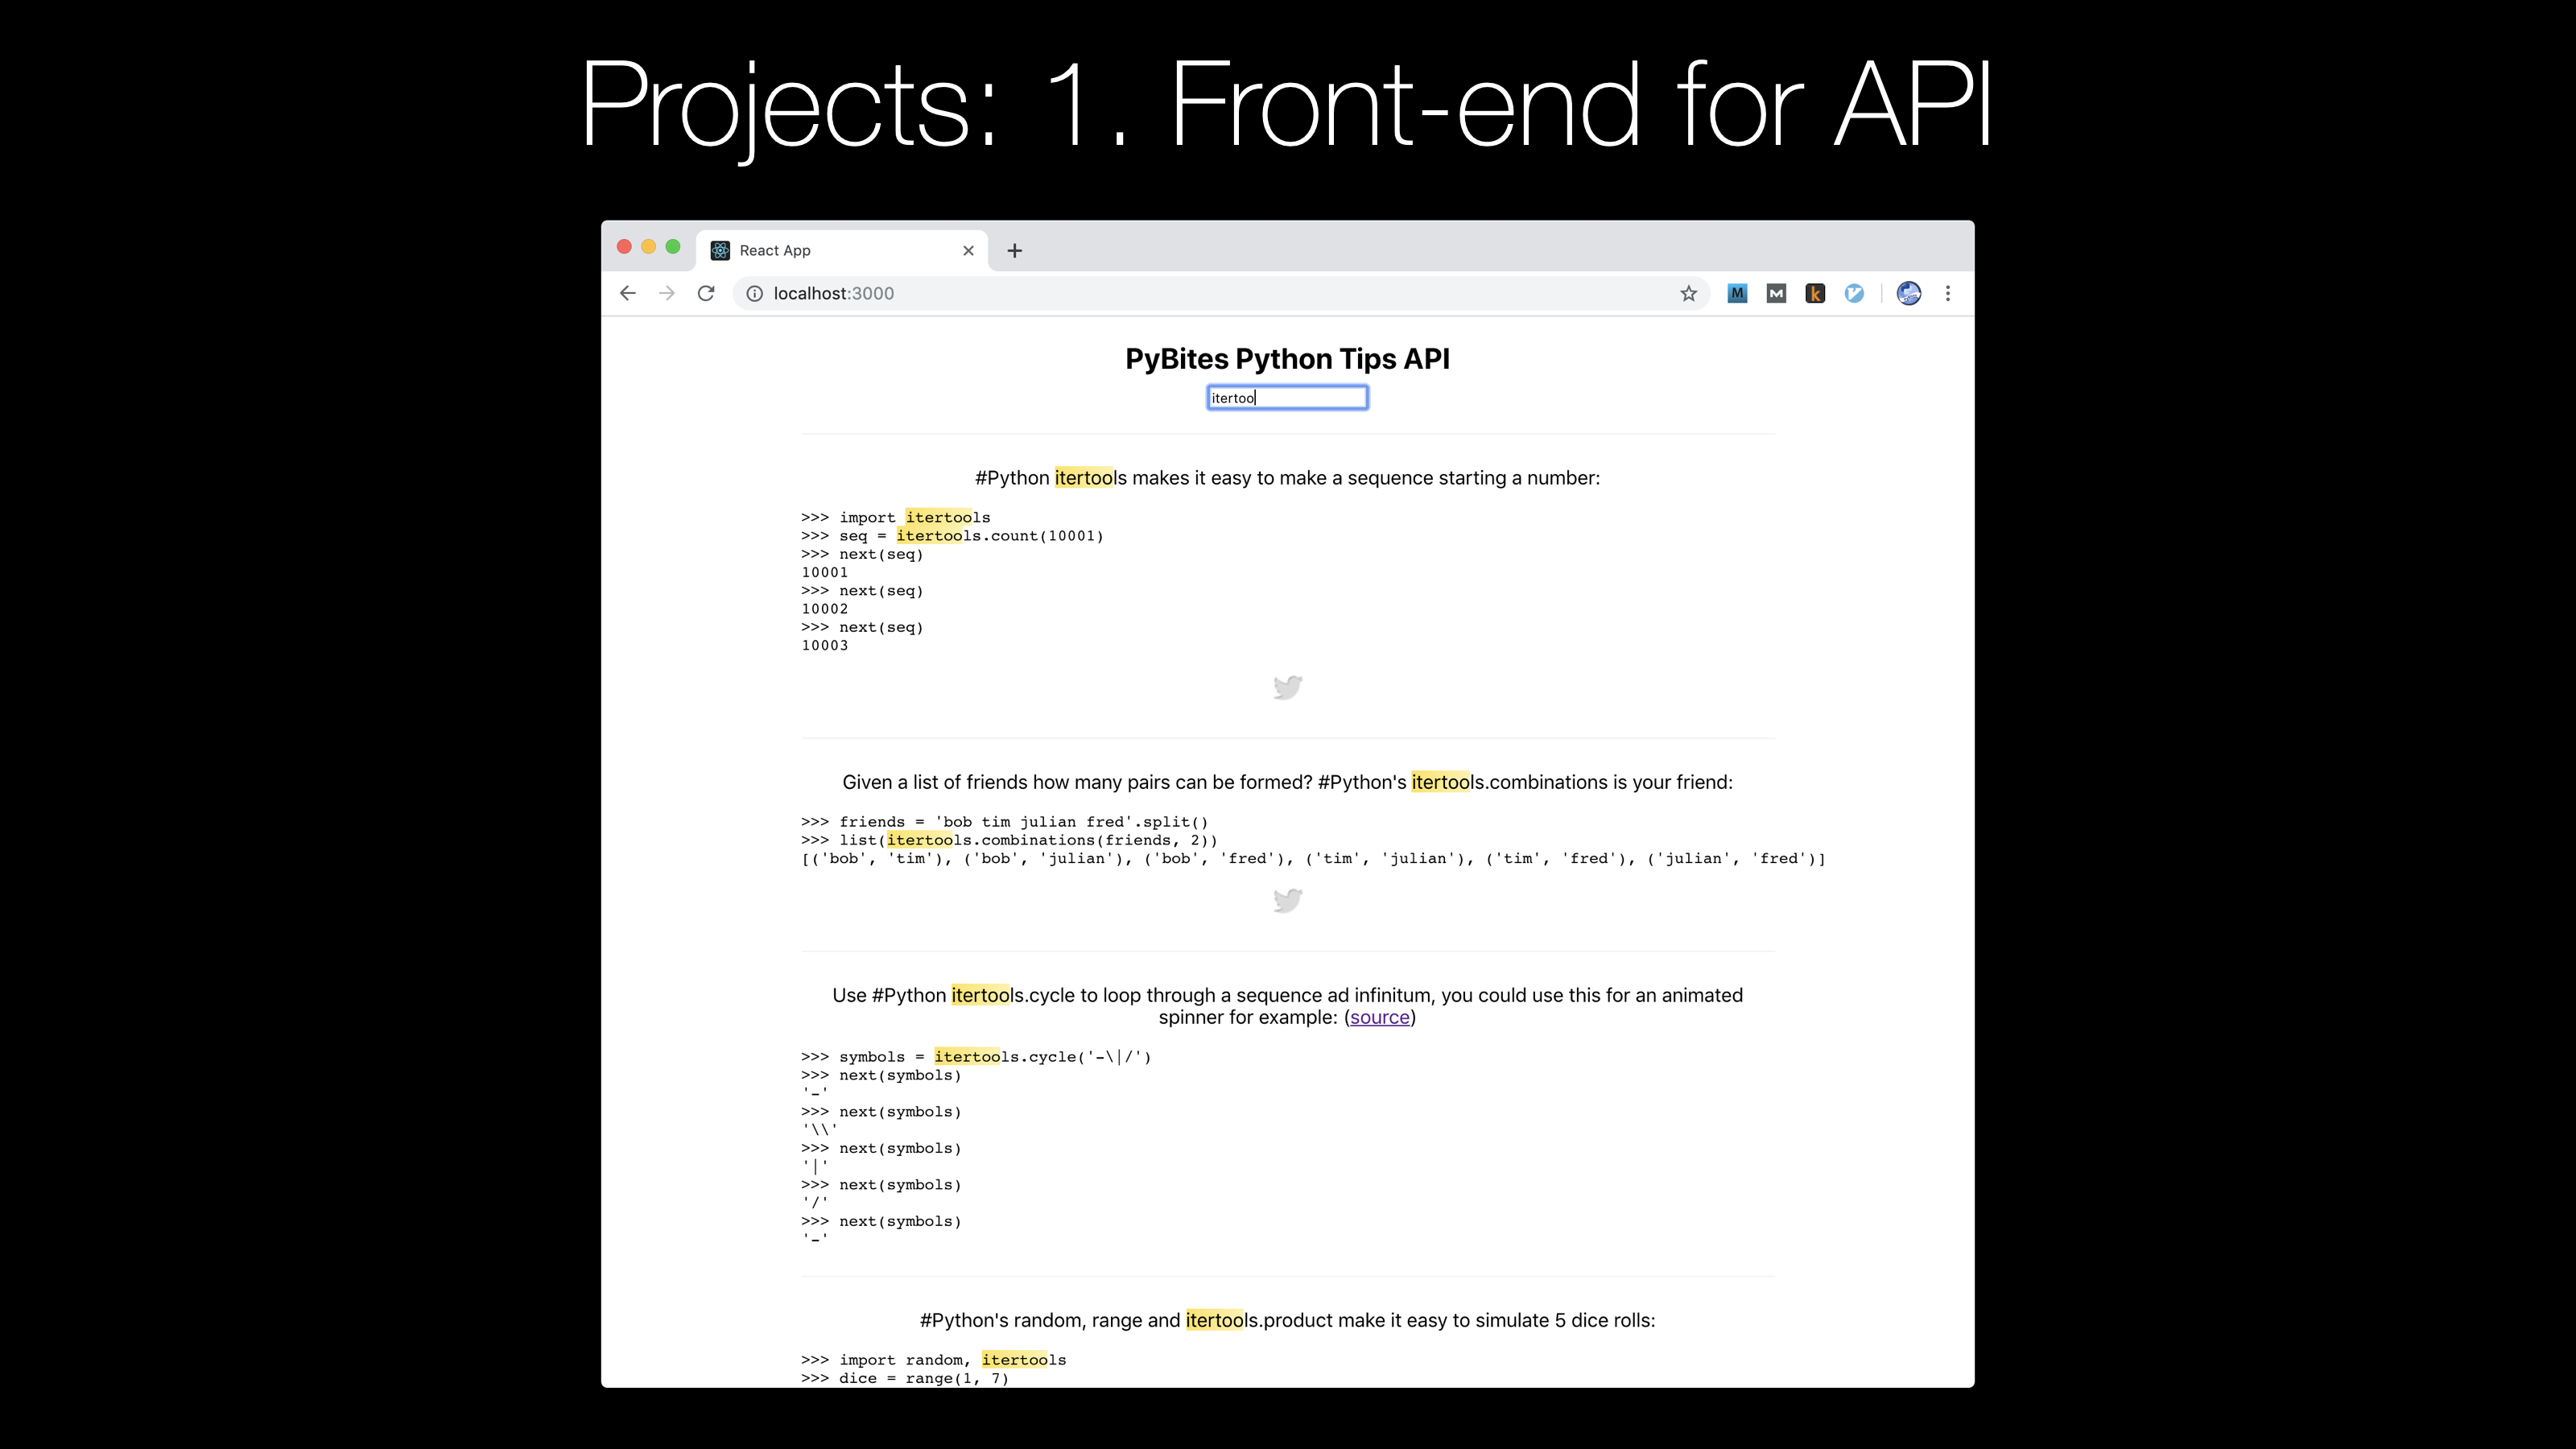 Projects: 1. Front-end for API
React App
localhost:3000
M M k
PyBites Python Tips API
itertoo
#Python itertools makes it easy to make a sequence starting a number:
>>> import itertools
>>> seq = itertools.count(10001)
>>> next(seq)
10001
>>> next(seq)
10002
>>> next(seq)
10003
Given a list of friends how many pairs can be formed? #Python's itertools.combinations is your friend:
>>> friends = 'bob tim julian fred'.split()
>>> list(itertools.combinations(friends, 2))
[('bob', 'tim'), ('bob', 'julian'), ('bob', 'fred'), ('tim', 'julian'), ('tim', 'fred'), ('julian', 'fred')]
Use #Python itertools.cycle to loop through a sequence ad infinitum, you could use this for an animated
spinner for example: (source)
>>> symbols = itertools.cycle('-\|/')
>>> next(symbols)
'-'
>>> next(symbols)
'\\'
>>> next(symbols)
'|'
>>> next(symbols)
'/'
>>> next(symbols)
'-'
#Python's random, range and itertools.product make it easy to simulate 5 dice rolls:
>>> import random, itertools
>>> dice = range(1, 7)